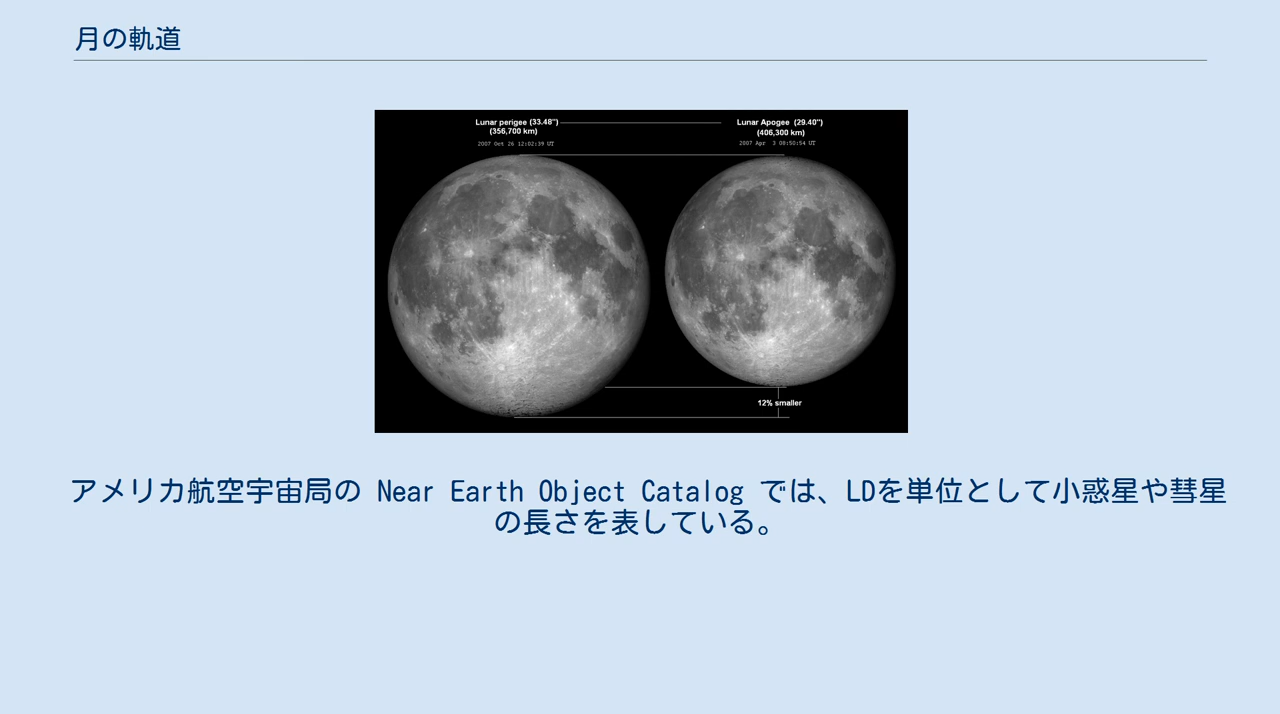 月の軌道
Lunar perigee (33.48")
(356,700 km)
2007 Oct 26 12:02:39 UT
Lunar Apogee (29.40")
(406,300 km)
2007 Apr 3 08:50:54 UT
12% smaller
アメリカ航空宇宙局の Near Earth Object Catalog では、LDを単位として小惑星や彗星
の長さを表している。